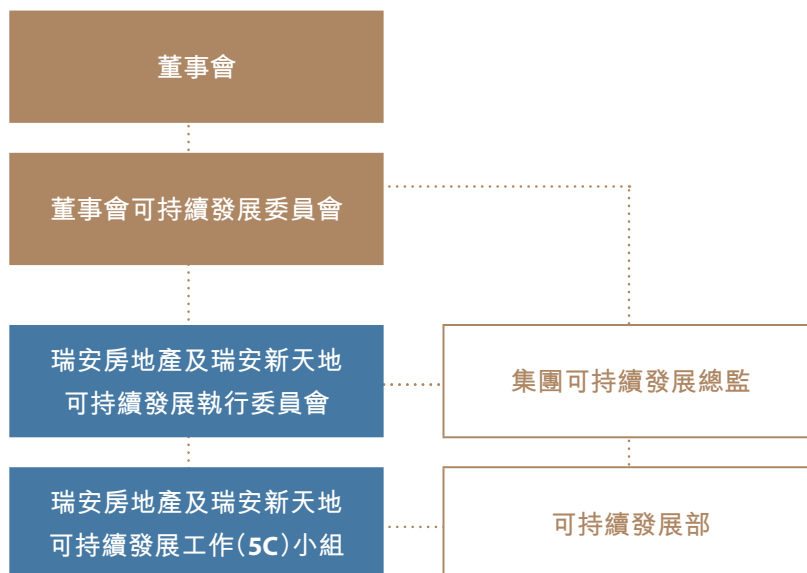 董事會
董事會可持續發展委員會
瑞安房地產及瑞安新天地
可持續發展執行委員會
集團可持續發展總監
瑞安房地產及瑞安新天地
可持續發展工作(5C)小組
可持續發展部